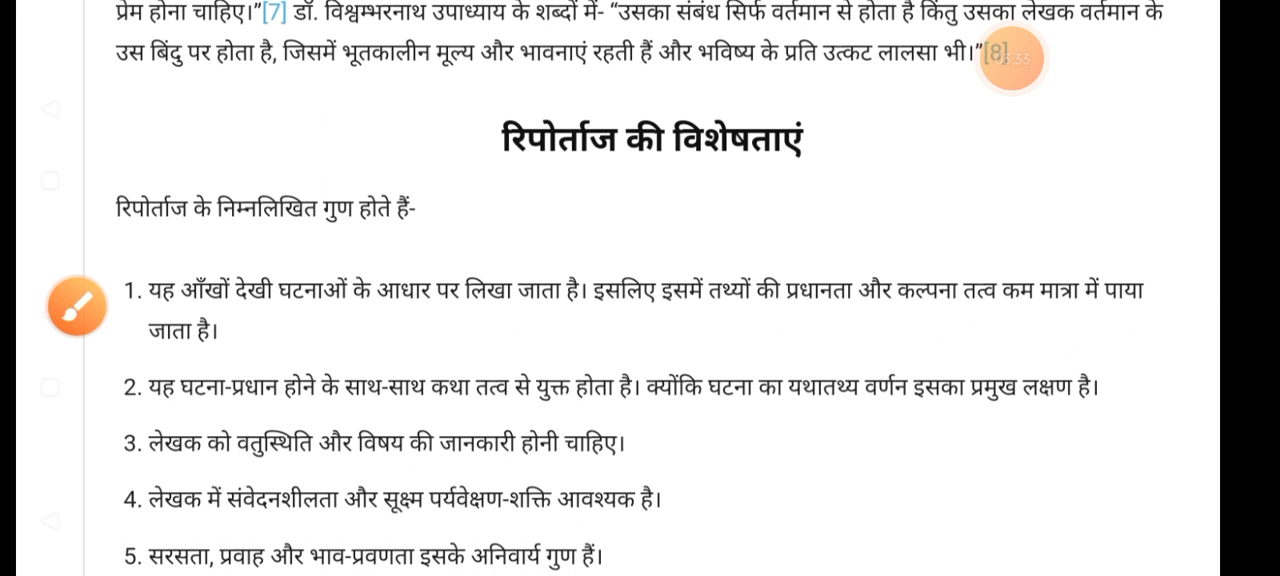 प्रेम होना चाहिए।”[7] डॉ. विश्वम्भरनाथ उपाध्याय के शब्दों में- “उसका संबंध सिर्फ वर्तमान से होता है किंतु उसका लेखक वर्तमान के
उस बिंदु पर होता है, जिसमें भूतकालीन मूल्य और भावनाएं रहती हैं और भविष्य के प्रति उत्कट लालसा भी।”[8]
रिपोर्ताज की विशेषताएं
रिपोर्ताज के निम्नलिखित गुण होते हैं-
1. यह आँखों देखी घटनाओं के आधार पर लिखा जाता है। इसलिए इसमें तथ्यों की प्रधानता और कल्पना तत्व कम मात्रा में पाया
जाता है।
2. यह घटना-प्रधान होने के साथ-साथ कथा तत्व से युक्त होता है। क्योंकि घटना का यथातथ्य वर्णन इसका प्रमुख लक्षण है।
3. लेखक को वतुस्थिति और विषय की जानकारी होनी चाहिए।
4. लेखक में संवेदनशीलता और सूक्ष्म पर्यवेक्षण-शक्ति आवश्यक है।
5. सरसता, प्रवाह और भाव-प्रवणता इसके अनिवार्य गुण हैं।